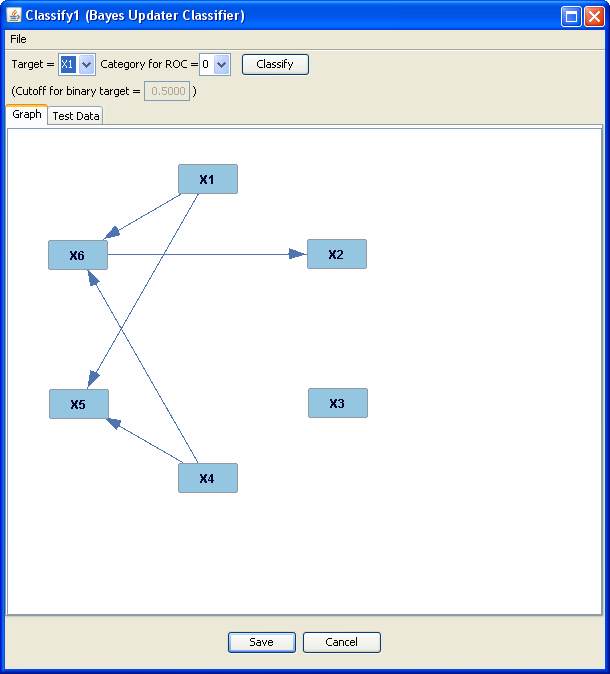 Classify1 (Bayes Updater Classifier)
File
Target = X1 Category for ROC = 0 Classify
(Cutoff for binary target = 0.5000 )
Graph Test Data
X1
X6 X2
X5 X3
X4
Save Cancel